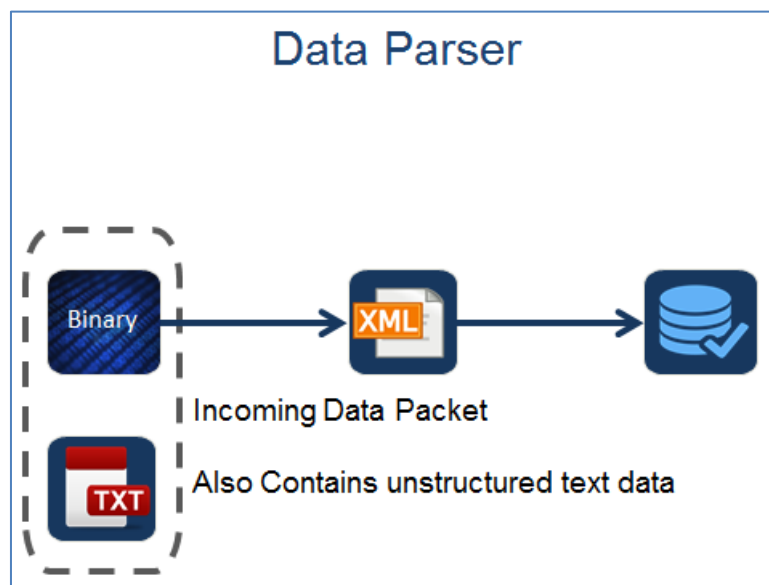 Data Parser
Binary
XML
Incoming Data Packet
TXT
Also Contains unstructured text data